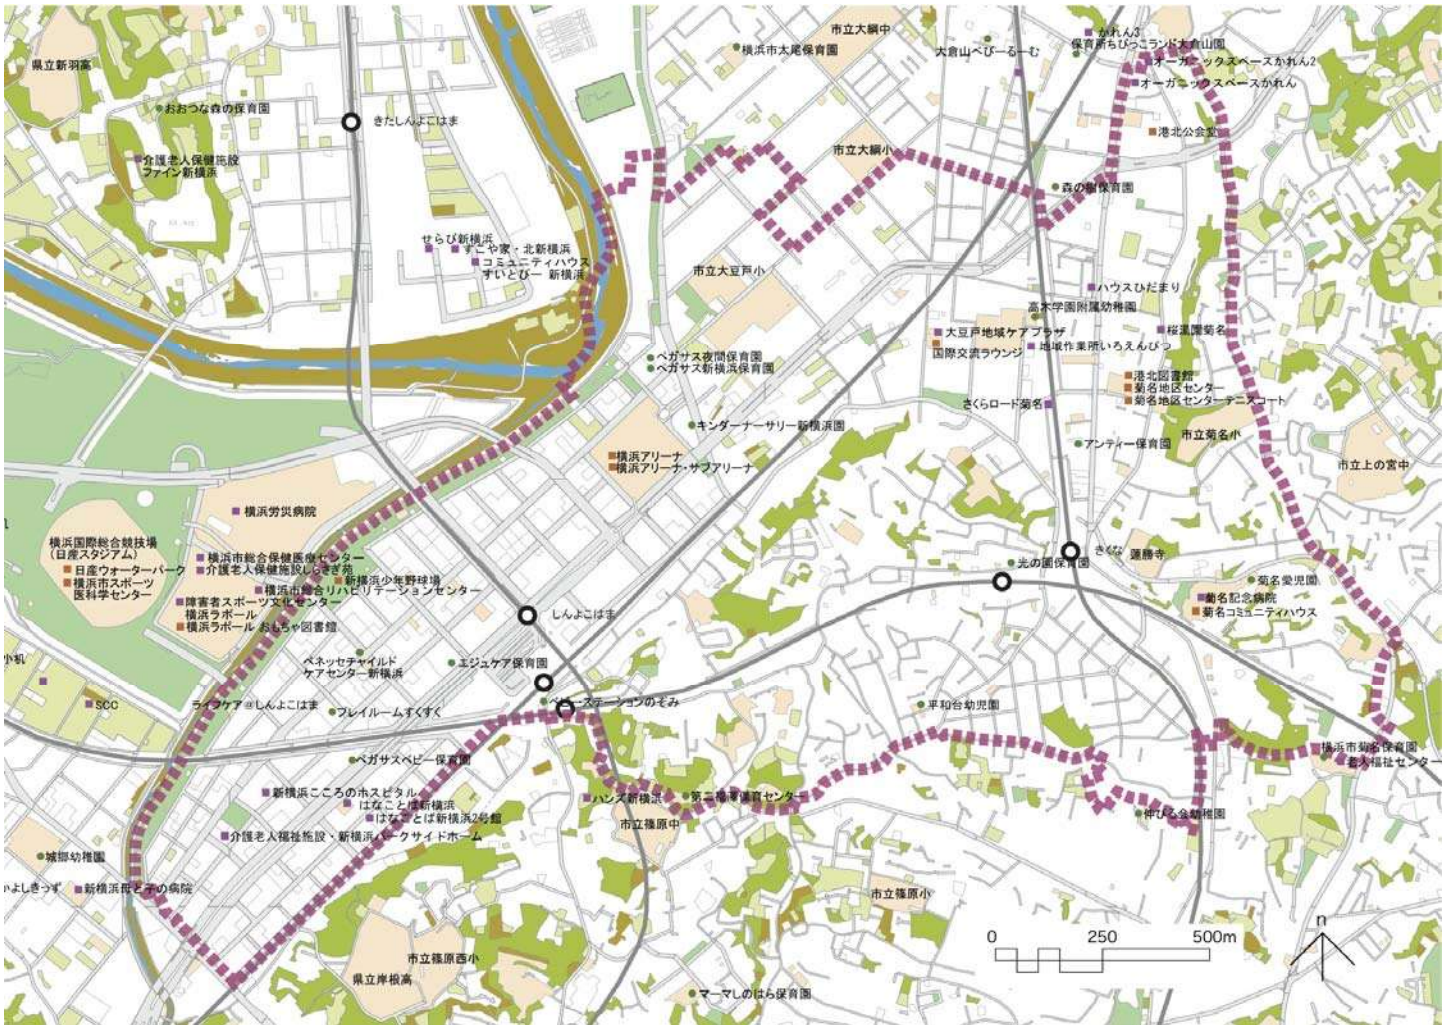 県立新羽高
おおつな森の保育園
介護老人保健施設
ファイン新横浜
きたしんよこはま
横浜市太尾保育園
市立大綱中
大倉山べびーるーむ
かれん3
保育所ちびっこランド大倉山園
オーガニックスペースかれん2
オーガニックスペースかれん
港北公会堂
市立大綱小
森の樹保育園
せらび新横浜
すこや家・北新横浜
コミュニティハウス
すいとぴー 新横浜
市立大豆戸小
ハウスひだまり
高木学園附属幼稚園
大豆戸地域ケアプラザ
国際交流ラウンジ
地域作業所いろえんぴつ
桜湯園菊名
ペガサス夜間保育園
ペガサス新横浜保育園
港北図書館
菊名地区センター
菊名地区センターテニスコート
さくらロード菊名
キンダーナーサリー新横浜園
アンティー保育園
市立菊名小
市立上の宮中
横浜アリーナ
横浜アリーナ・サブアリーナ
横浜労災病院
横浜国際総合競技場
(日産スタジアム)
日産ウォーターパーク
横浜市スポーツ
医科学センター
横浜市総合保健医療センター
介護老人保健施設しらさぎ苑
新横浜少年野球場
横浜市総合リハビリテーションセンター
障害者スポーツ文化センター
横浜ラポール
横浜ラポール おもちゃ図書館
きくな
蓮勝寺
光の園保育園
菊名愛児園
菊名記念病院
菊名コミュニティハウス
しんよこはま
ベネッセチャイルド
ケアセンター新横浜
エジュケア保育園
小机
SCC
ライフケア@しんよこはま
プレイルームすくすく
ベビーステーションのぞみ
平和台幼児園
横浜市菊名保育園
老人福祉センター
ペガサスベビー保育園
新横浜こころのホスピタル
はなことば新横浜
はなことば新横浜2号館
介護老人福祉施設・新横浜パークサイドホーム
ハンズ新横浜
第二福澤保育センター
市立篠原中
伸びる会幼稚園
城郷幼稚園
かよしきっず
新横浜母と子の病院
市立篠原小
市立篠原西小
県立岸根高
マーマしのはら保育園
0 250 500m
n